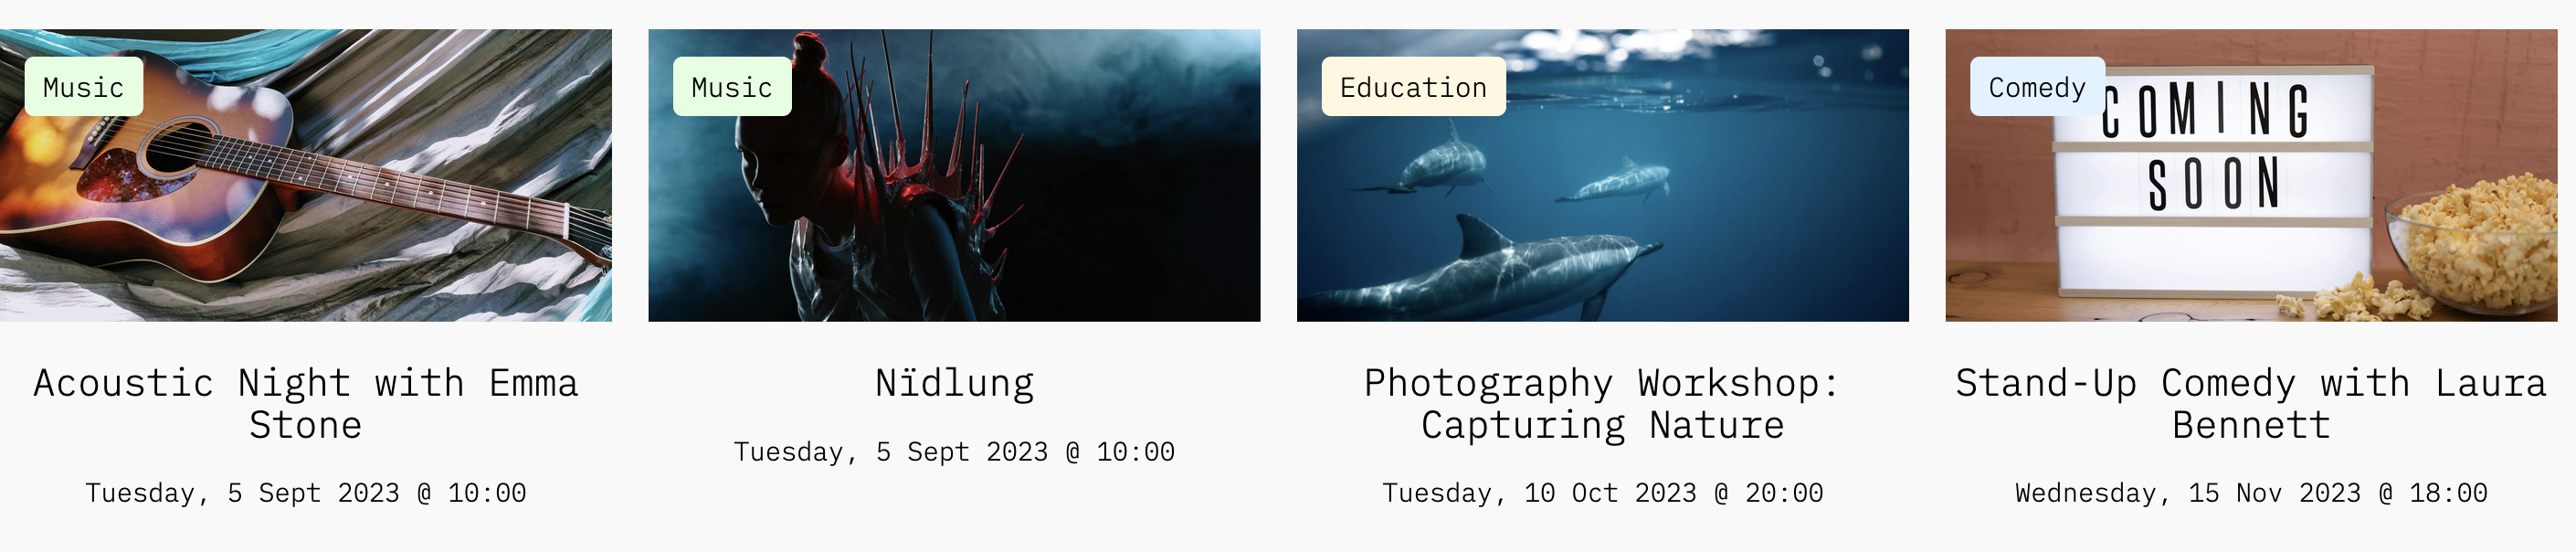 Music
Acoustic Night with Emma
Stone
Tuesday, 5 Sept 2023 @ 10:00
Music
Nïdlung
Tuesday, 5 Sept 2023 @ 10:00
Education
Photography Workshop:
Capturing Nature
Tuesday, 10 Oct 2023 @ 20:00
Comedy
COMING
SOON
Stand-Up Comedy with Laura
Bennett
Wednesday, 15 Nov 2023 @ 18:00